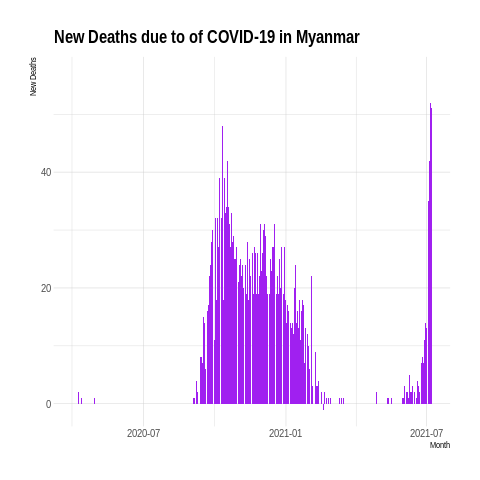 New Deaths due to of COVID-19 in Myanmar
New Deaths
40
20
0
2020-07 2021-01 2021-07
Month